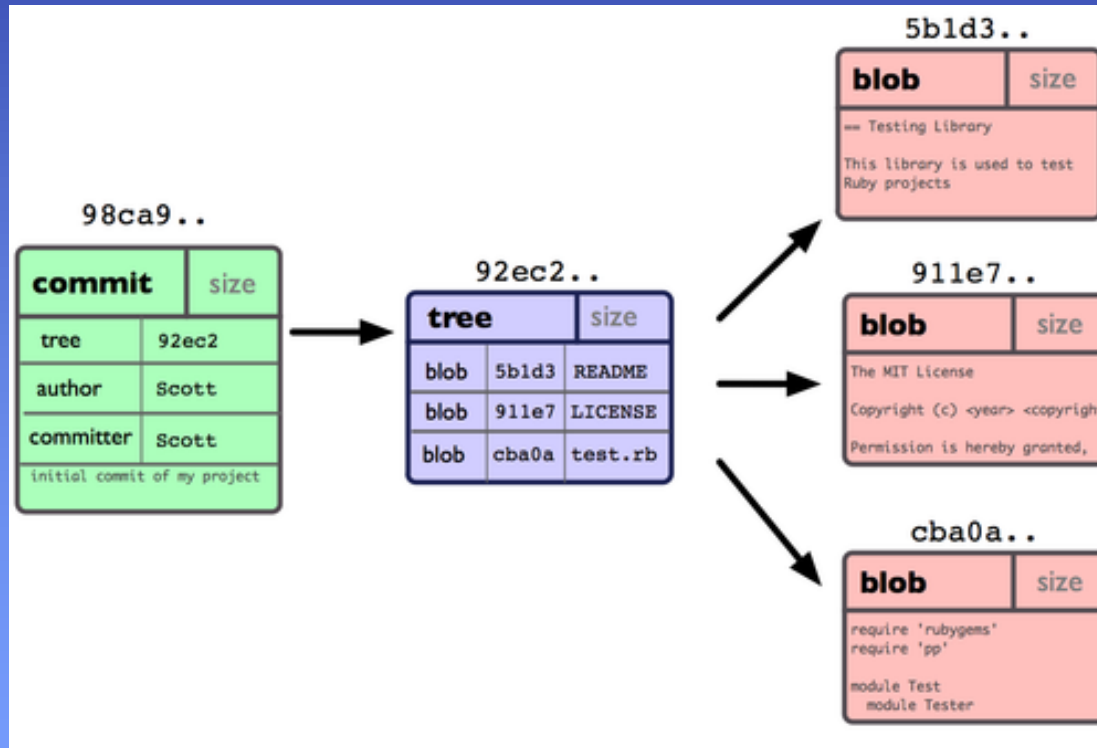 98ca9..
commit size
tree 92ec2
author Scott
committer Scott
initial commit of my project
92ec2..
tree size
blob 5b1d3 README
blob 911e7 LICENSE
blob cba0a test.rb
5b1d3..
blob size
== Testing Library
This library is used to test
Ruby projects
911e7..
blob size
The MIT License
Copyright (c) <year> <copyrigh
Permission is hereby granted,
cba0a..
blob size
require 'rubygems'
require 'pp'
module Test
module Tester